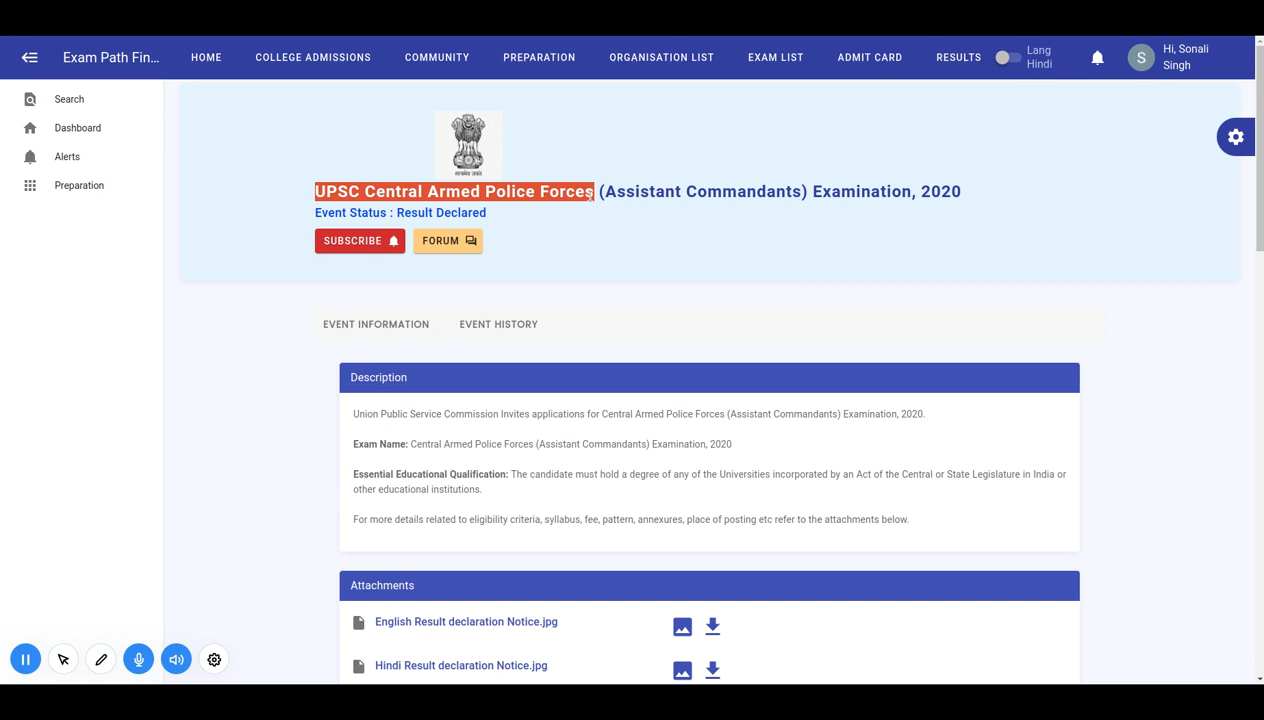 Exam Path Fin...
HOME
COLLEGE ADMISSIONS
COMMUNITY
PREPARATION
ORGANISATION LIST
EXAM LIST
ADMIT CARD
RESULTS
Lang
Hindi
S
Hi, Sonali
Singh
Search
Dashboard
Alerts
Preparation
सत्यमेव जयते
UPSC Central Armed Police Forces (Assistant Commandants) Examination, 2020
Event Status : Result Declared
SUBSCRIBE
FORUM
EVENT INFORMATION
EVENT HISTORY
Description
Union Public Service Commission Invites applications for Central Armed Police Forces (Assistant Commandants) Examination, 2020.
Exam Name: Central Armed Police Forces (Assistant Commandants) Examination, 2020
Essential Educational Qualification: The candidate must hold a degree of any of the Universities incorporated by an Act of the Central or State Legislature in India or
other educational institutions.
For more details related to eligibility criteria, syllabus, fee, pattern, annexures, place of posting etc refer to the attachments below.
Attachments
English Result declaration Notice.jpg
Hindi Result declaration Notice.jpg